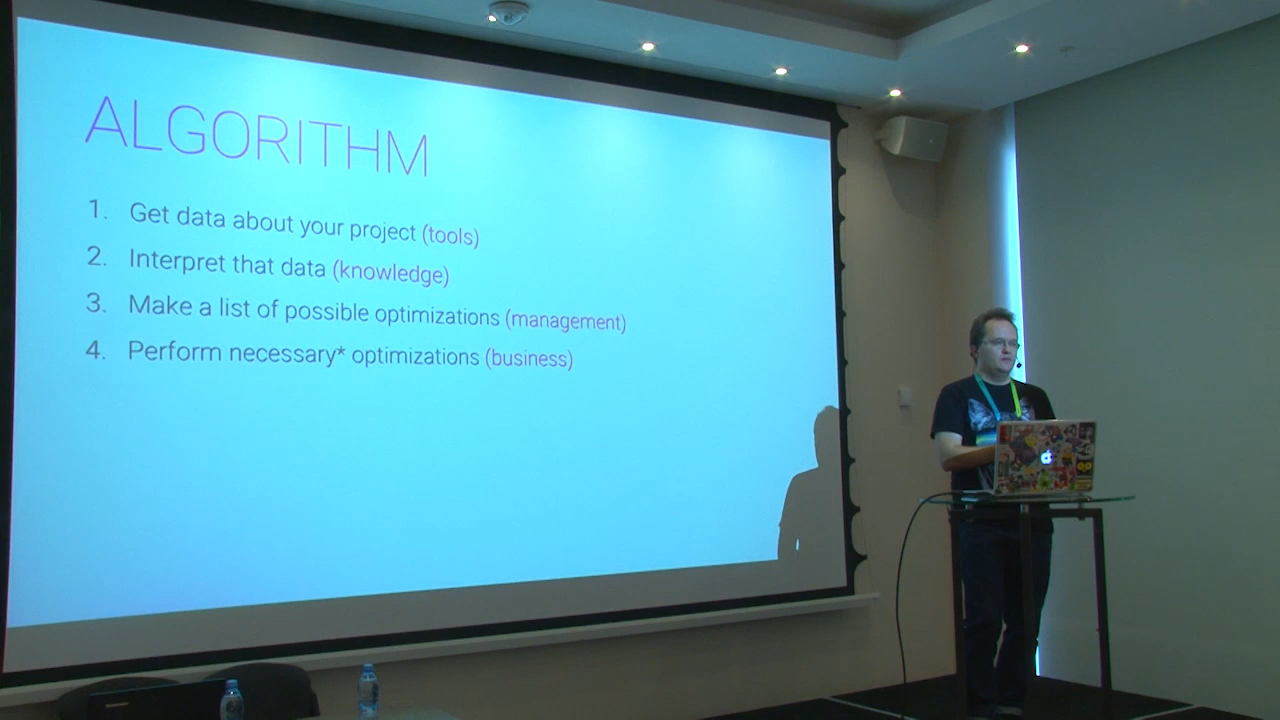 ALGORITHM
1. Get data about your project (tools)
2. Interpret that data (knowledge)
3. Make a list of possible optimizations (management)
4. Perform necessary* optimizations (business)